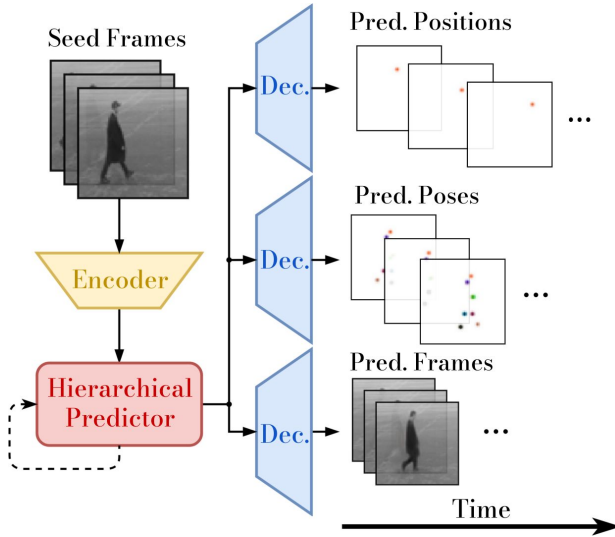 Seed Frames
Encoder
Hierarchical
Predictor
Dec.
Pred. Positions
...
Dec.
Pred. Poses
...
Dec.
Pred. Frames
...
Time